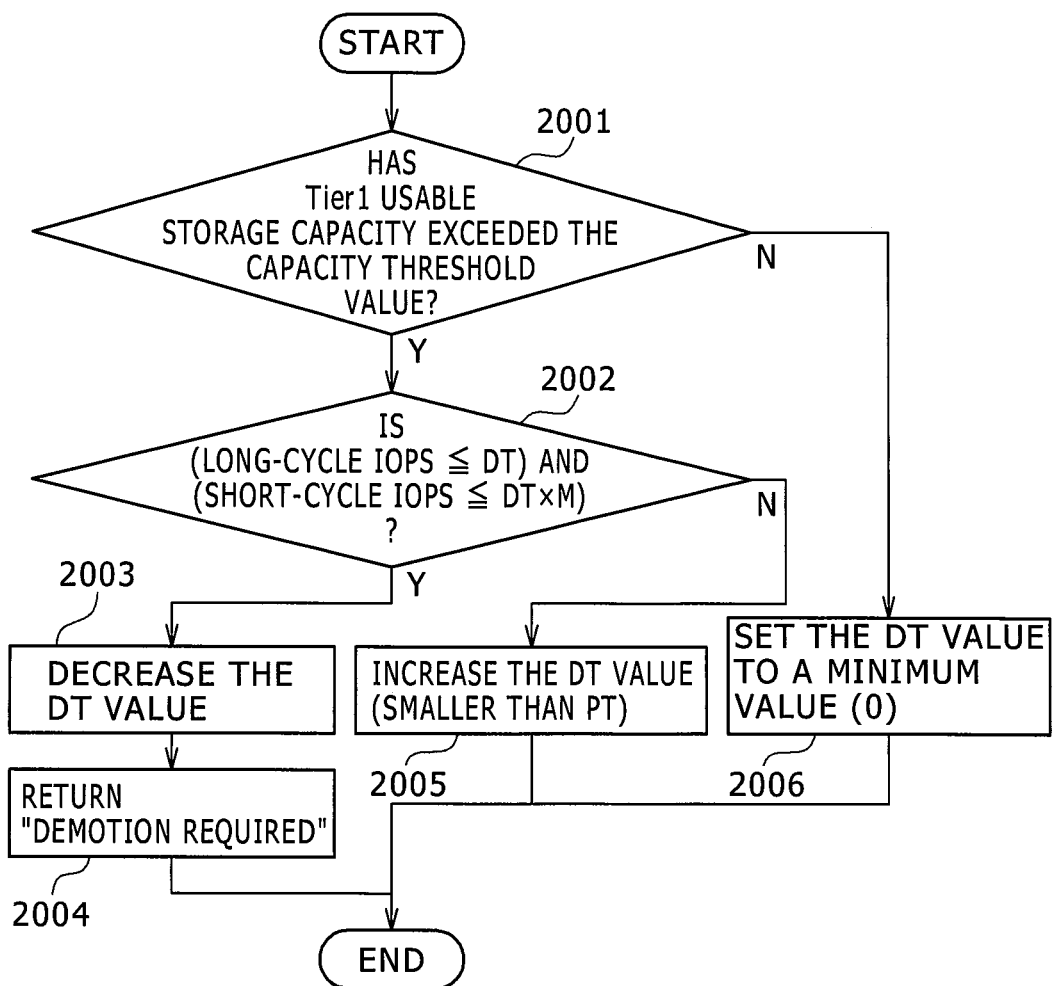 START
2001
HAS
Tier1 USABLE
STORAGE CAPACITY EXCEEDED THE
CAPACITY THRESHOLD
VALUE?
N
Y
2002
IS
(LONG-CYCLE IOPS ≦ DT) AND
(SHORT-CYCLE IOPS ≦ DT×M)
?
N
Y
2003
DECREASE THE
DT VALUE
INCREASE THE DT VALUE
(SMALLER THAN PT)
SET THE DT VALUE
TO A MINIMUM
VALUE (0)
2005
2006
RETURN
"DEMOTION REQUIRED"
2004
END